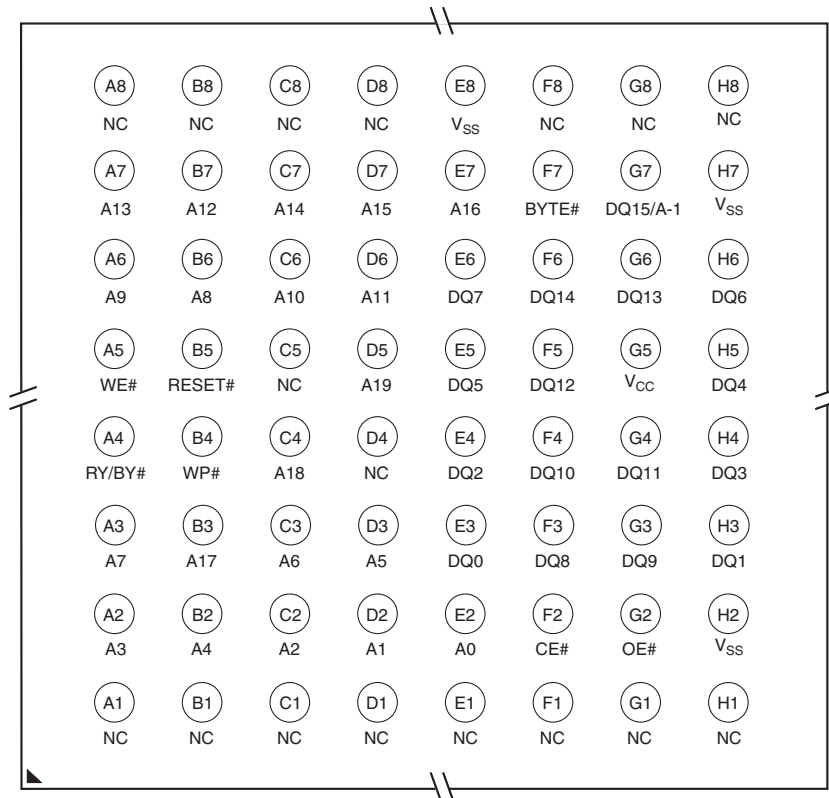 A8 B8 C8 D8 E8 F8 G8 H8
NC NC NC NC VSS NC NC NC
A7 B7 C7 D7 E7 F7 G7 H7
A13 A12 A14 A15 A16 BYTE# DQ15/A-1 VSS
A6 B6 C6 D6 E6 F6 G6 H6
A9 A8 A10 A11 DQ7 DQ14 DQ13 DQ6
A5 B5 C5 D5 E5 F5 G5 H5
WE# RESET# NC A19 DQ5 DQ12 VCC DQ4
A4 B4 C4 D4 E4 F4 G4 H4
RY/BY# WP# A18 NC DQ2 DQ10 DQ11 DQ3
A3 B3 C3 D3 E3 F3 G3 H3
A7 A17 A6 A5 DQ0 DQ8 DQ9 DQ1
A2 B2 C2 D2 E2 F2 G2 H2
A3 A4 A2 A1 A0 CE# OE# VSS
A1 B1 C1 D1 E1 F1 G1 H1
NC NC NC NC NC NC NC NC